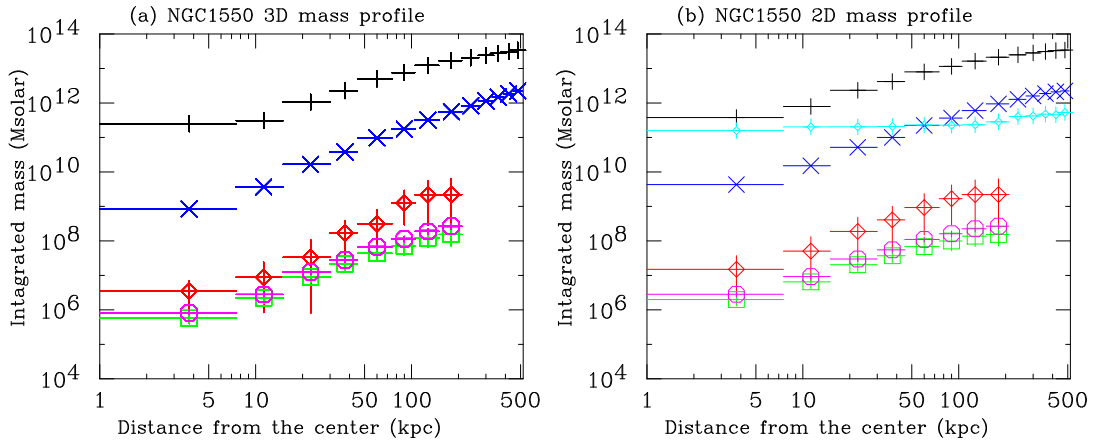 (a) NGC1550 3D mass profile
(b) NGC1550 2D mass profile
Intagrated mass (Msolar)
10^14
10^12
10^10
10^8
10^6
10^4
1 5 10 50 100 500
Distance from the center (kpc)
Intagrated mass (Msolar)
10^14
10^12
10^10
10^8
10^6
10^4
1 5 10 50 100 500
Distance from the center (kpc)